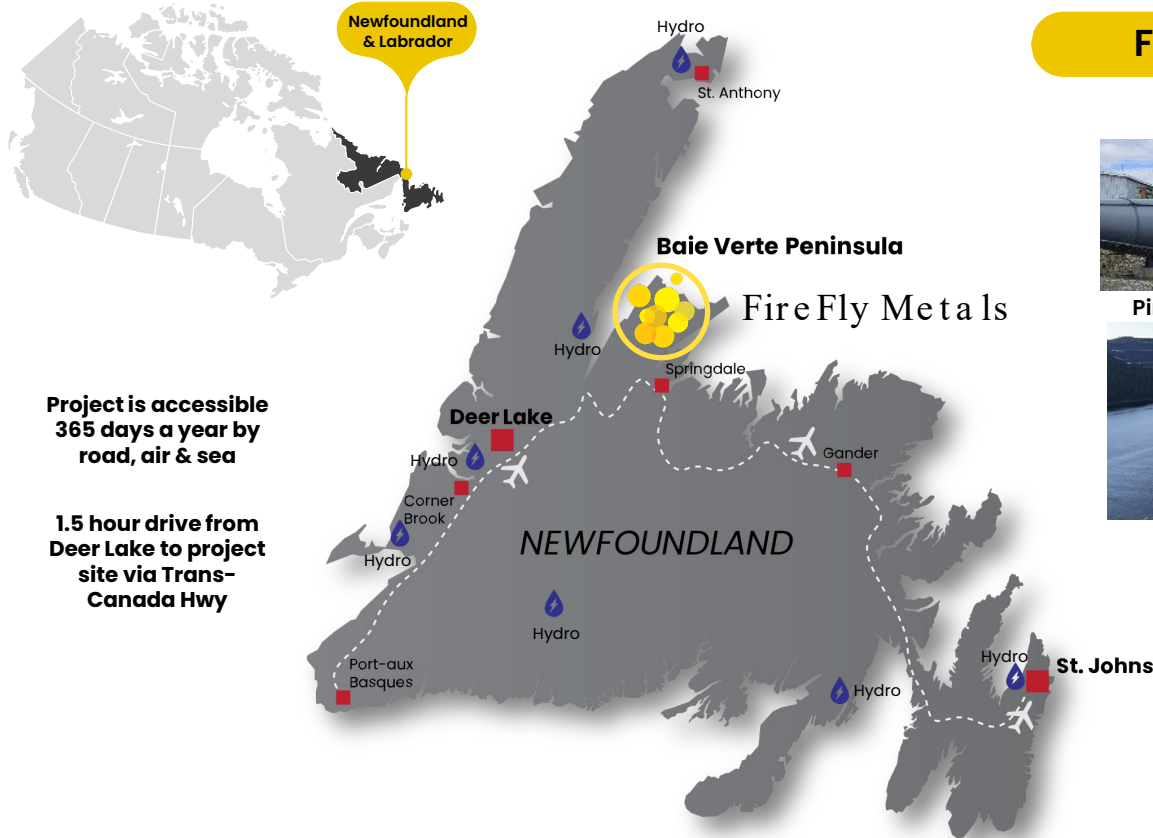 Newfoundland
& Labrador
F
Hydro
St. Anthony
Baie Verte Peninsula
FireFly Metals
Hydro
Springdale
Project is accessible
365 days a year by
road, air & sea
Deer Lake
Hydro
Gander
Corner
Brook
1.5 hour drive from
Deer Lake to project
site via Trans-
Canada Hwy
NEWFOUNDLAND
Hydro
Hydro
Port-aux
Basques
Hydro
St. Johns
Hydro